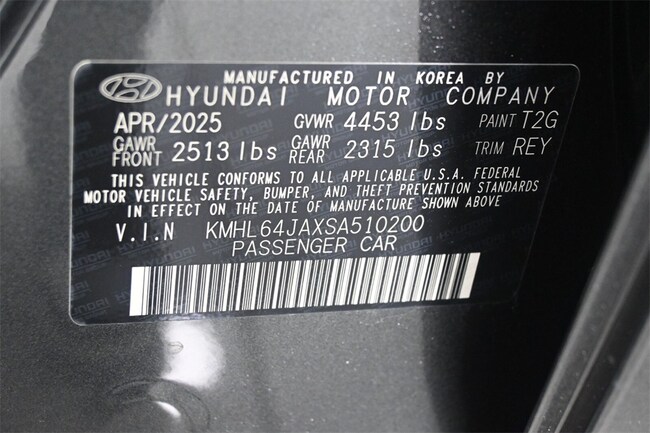 MANUFACTURED IN KOREA BY
HYUNDAI MOTOR COMPANY
APR/2025 GVWR 4453 lbs PAINT T2G
GAWR FRONT 2513 lbs GAWR REAR 2315 lbs TRIM REY
THIS VEHICLE CONFORMS TO ALL APPLICABLE U.S.A. FEDERAL
MOTOR VEHICLE SAFETY, BUMPER, AND THEFT PREVENTION STANDARDS
IN EFFECT ON THE DATE OF MANUFACTURE SHOWN ABOVE
V.I.N KMHL64JAXSA510200
PASSENGER CAR